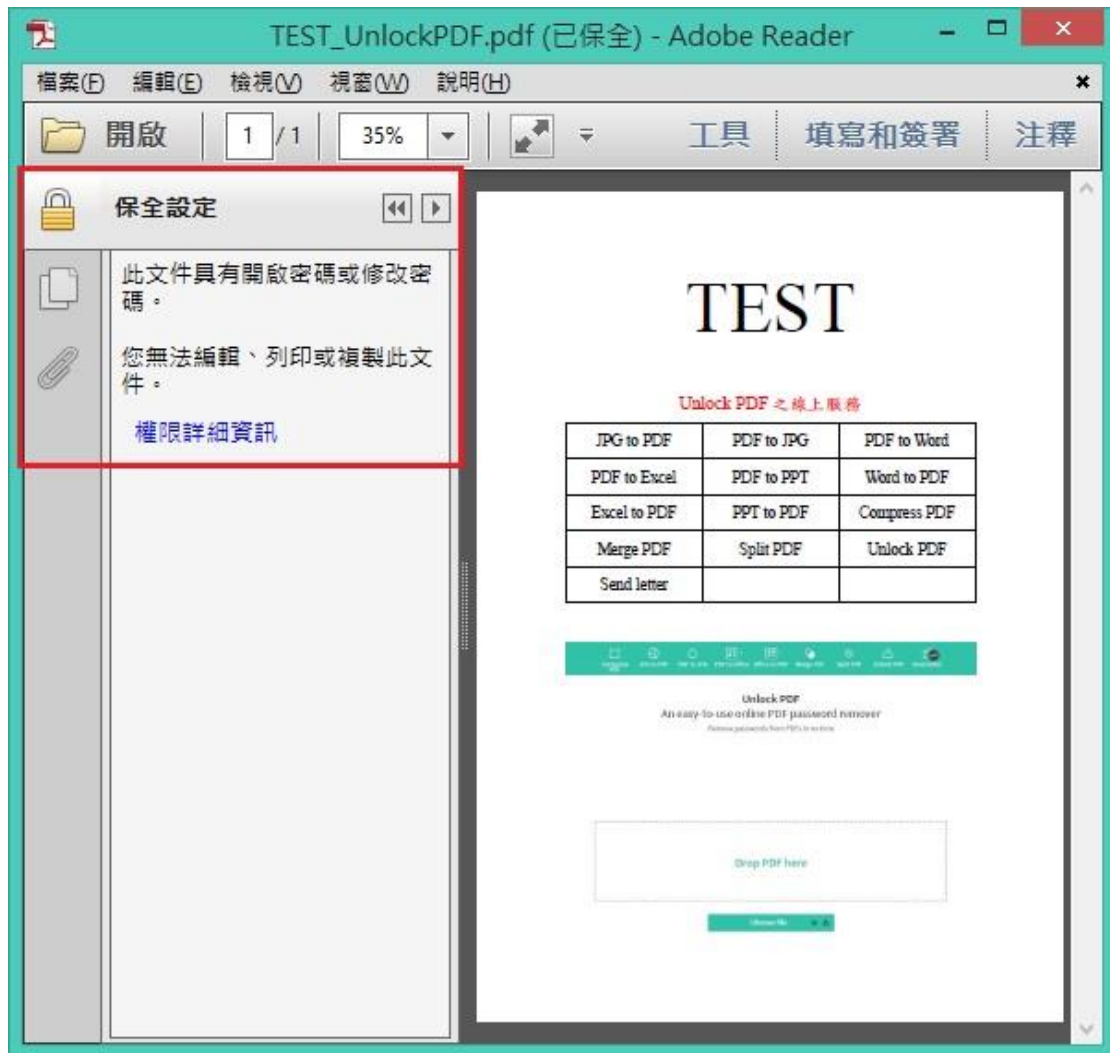 TEST_UnlockPDF.pdf (已保全) - Adobe Reader
檔案(F) 編輯(E) 檢視(V) 視窗(W) 說明(H)
開啟 1 / 1 35% 工具 填寫和簽署 注釋
保全設定
此文件具有開啟密碼或修改密
碼。
您無法編輯、列印或複製此文
件。
權限詳細資訊
TEST
Unlock PDF 之線上服務
JPG to PDF PDF to JPG PDF to Word
PDF to Excel PDF to PPT Word to PDF
Excel to PDF PPT to PDF Compress PDF
Merge PDF Split PDF Unlock PDF
Send letter
Unlock PDF
An easy-to-use online PDF password remover
Drop PDF here
Choose file